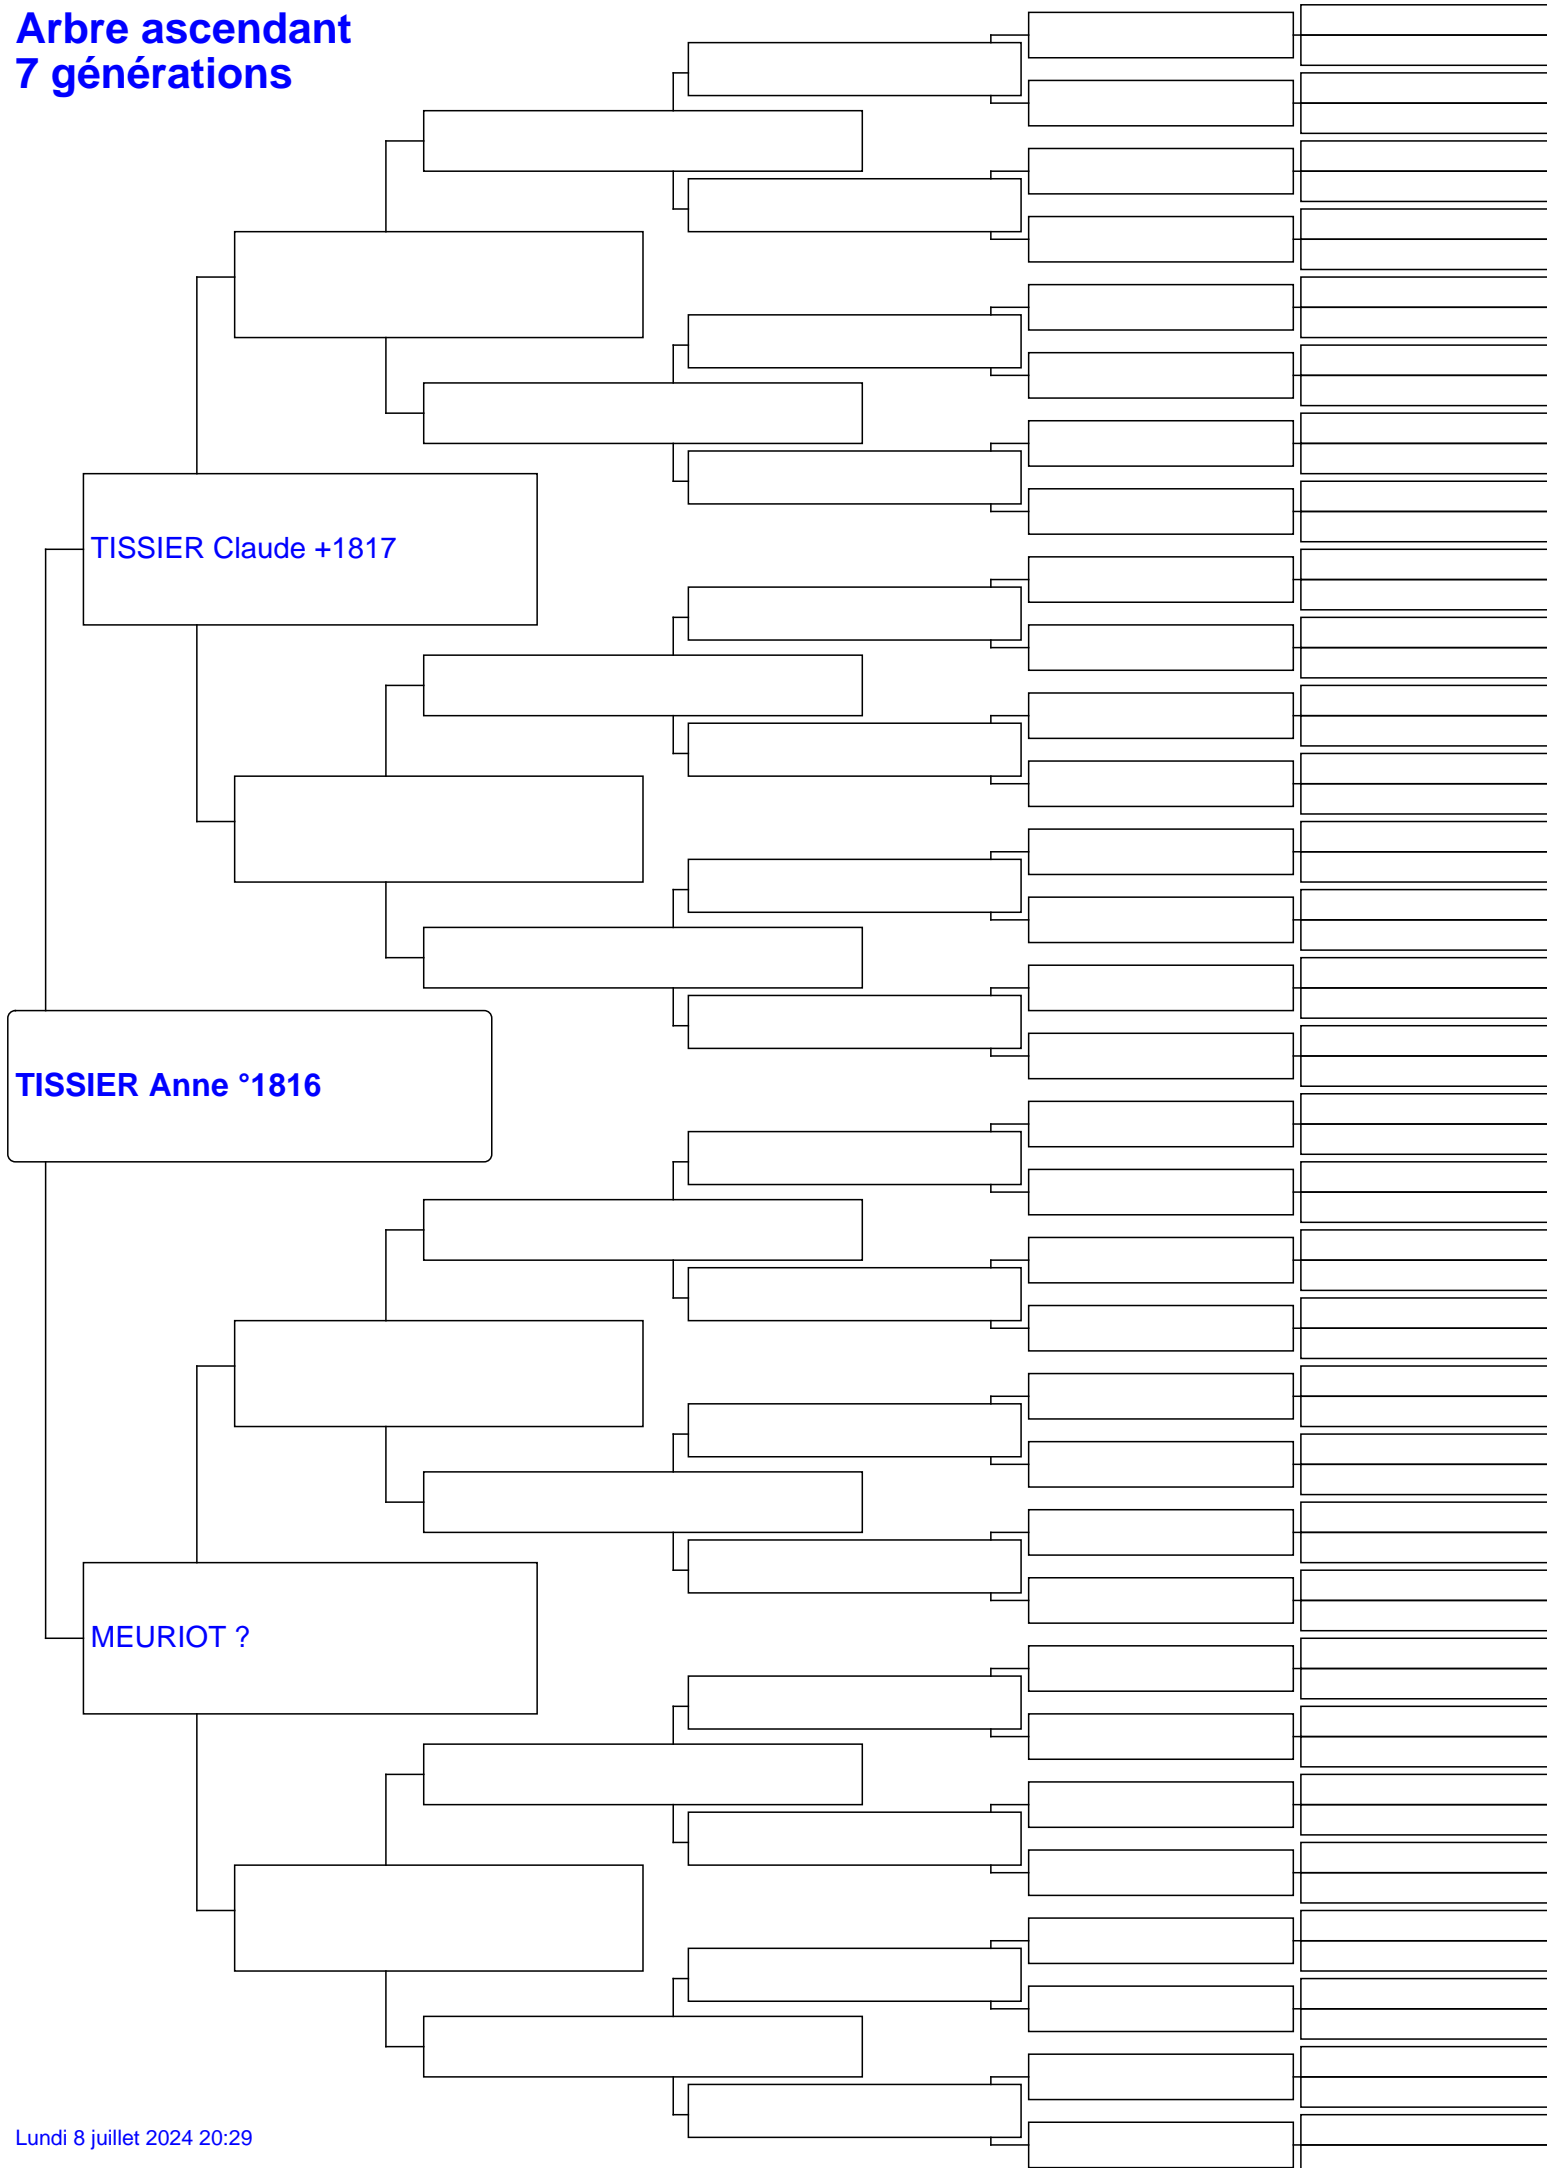 Arbre ascendant
7 générations
TISSIER Claude +1817
TISSIER Anne °1816
MEURIOT ?
Lundi 8 juillet 2024 20:29